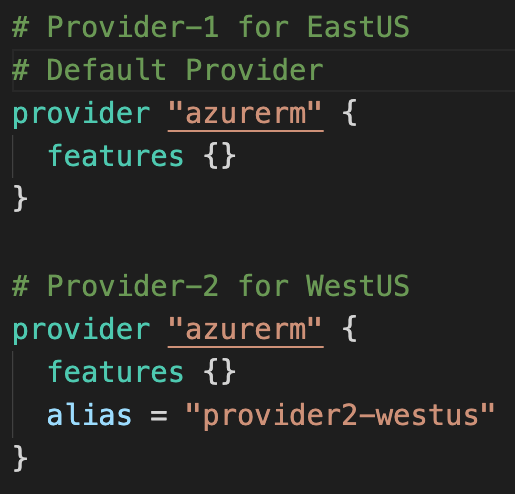 # Provider-1 for EastUS
# Default Provider
provider "azurerm" {
  features {}
}
# Provider-2 for WestUS
provider "azurerm" {
  features {}
  alias = "provider2-westus"
}